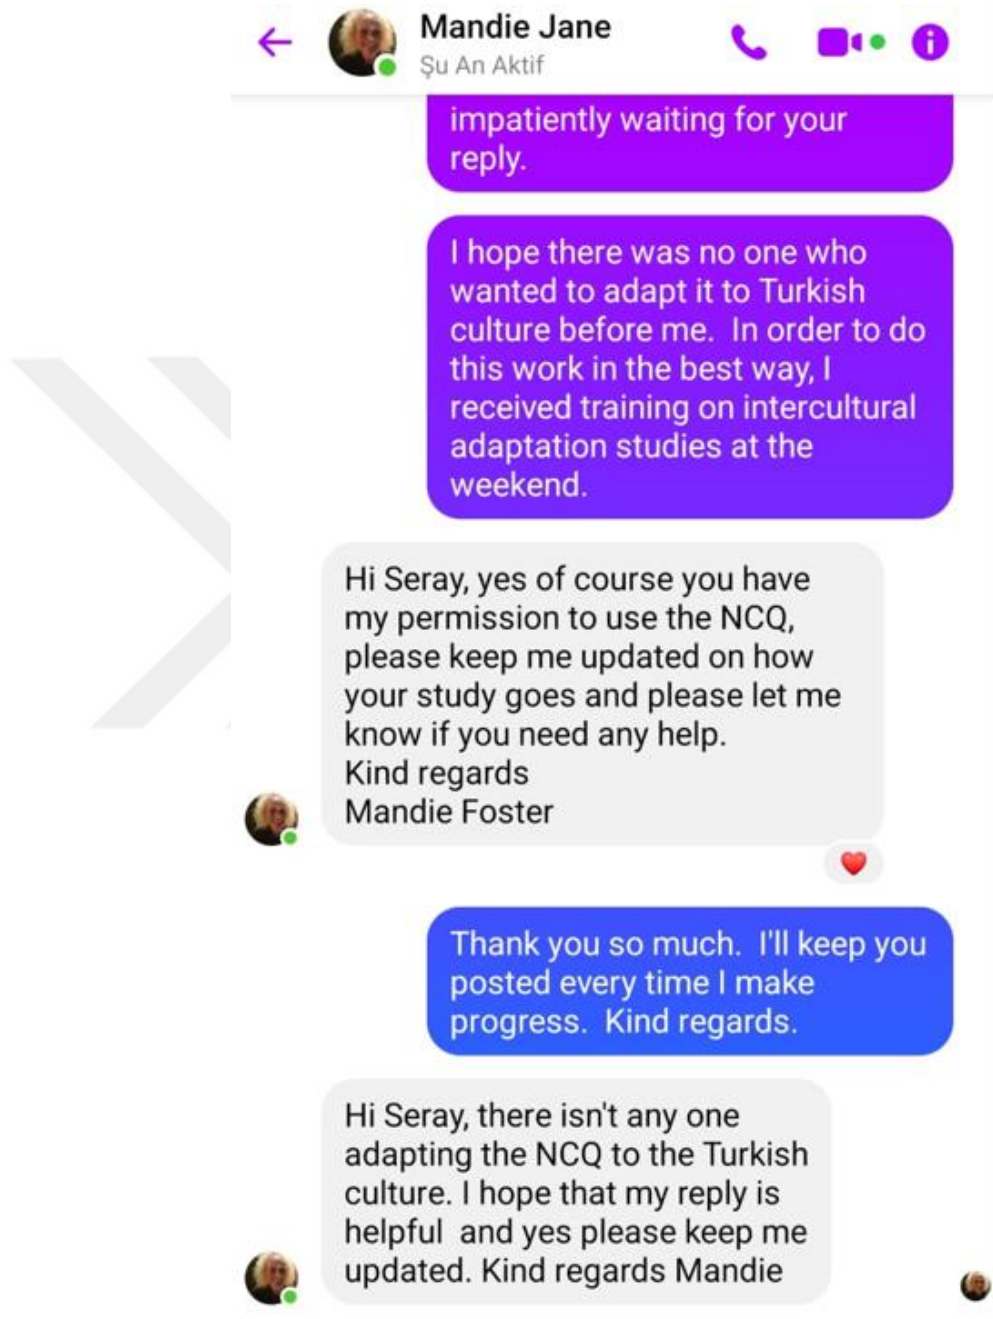 Mandie Jane
Şu An Aktif
impatiently waiting for your
reply.
I hope there was no one who
wanted to adapt it to Turkish
culture before me.  In order to do
this work in the best way, I
received training on intercultural
adaptation studies at the
weekend.
Hi Seray, yes of course you have
my permission to use the NCQ,
please keep me updated on how
your study goes and please let me
know if you need any help.
Kind regards
Mandie Foster
Thank you so much.  I'll keep you
posted every time I make
progress.  Kind regards.
Hi Seray, there isn't any one
adapting the NCQ to the Turkish
culture. I hope that my reply is
helpful  and yes please keep me
updated. Kind regards Mandie